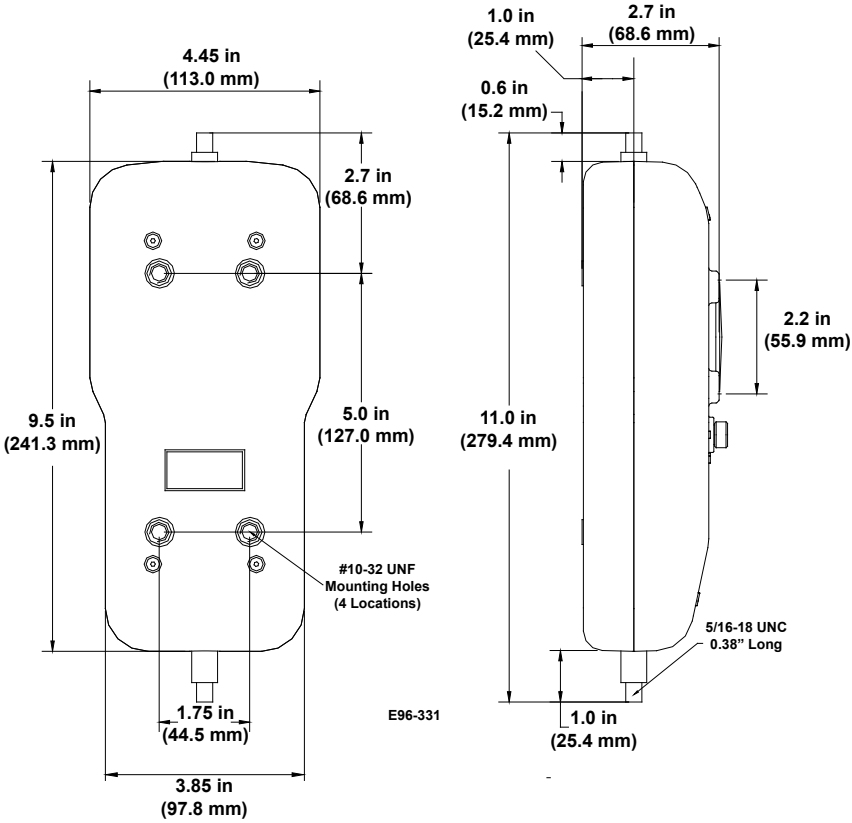 4.45 in
(113.0 mm)
2.7 in
(68.6 mm)
9.5 in
(241.3 mm)
5.0 in
(127.0 mm)
#10-32 UNF
Mounting Holes
(4 Locations)
1.75 in
(44.5 mm)
3.85 in
(97.8 mm)
E96-331
1.0 in
(25.4 mm)
2.7 in
(68.6 mm)
0.6 in
(15.2 mm)
11.0 in
(279.4 mm)
2.2 in
(55.9 mm)
5/16-18 UNC
0.38” Long
1.0 in
(25.4 mm)